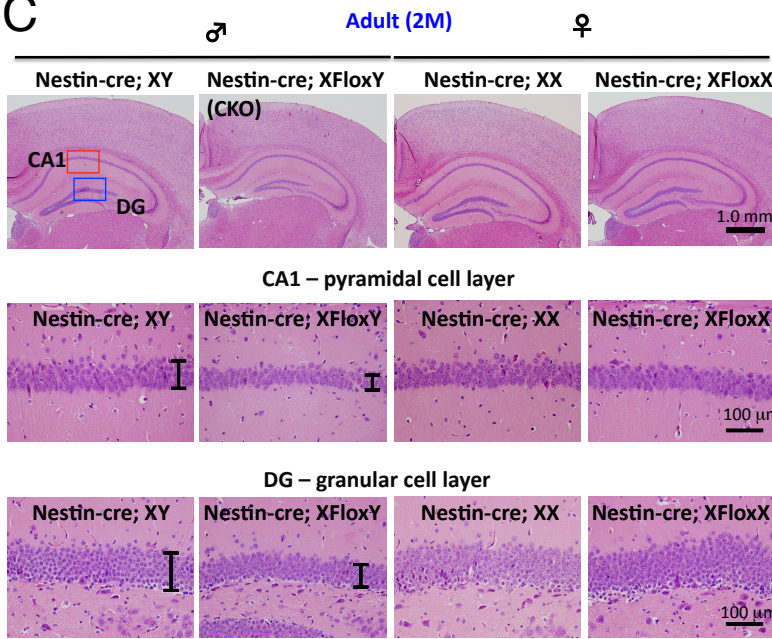 C
Adult (2M)
♂ ♀
Nestin-cre; XY Nestin-cre; XFloxY Nestin-cre; XX Nestin-cre; XFloxX
(CKO)
CA1
DG
1.0 mm
CA1 – pyramidal cell layer
Nestin-cre; XY Nestin-cre; XFloxY Nestin-cre; XX Nestin-cre; XFloxX
100 μm
DG – granular cell layer
Nestin-cre; XY Nestin-cre; XFloxY Nestin-cre; XX Nestin-cre; XFloxX
100 μm